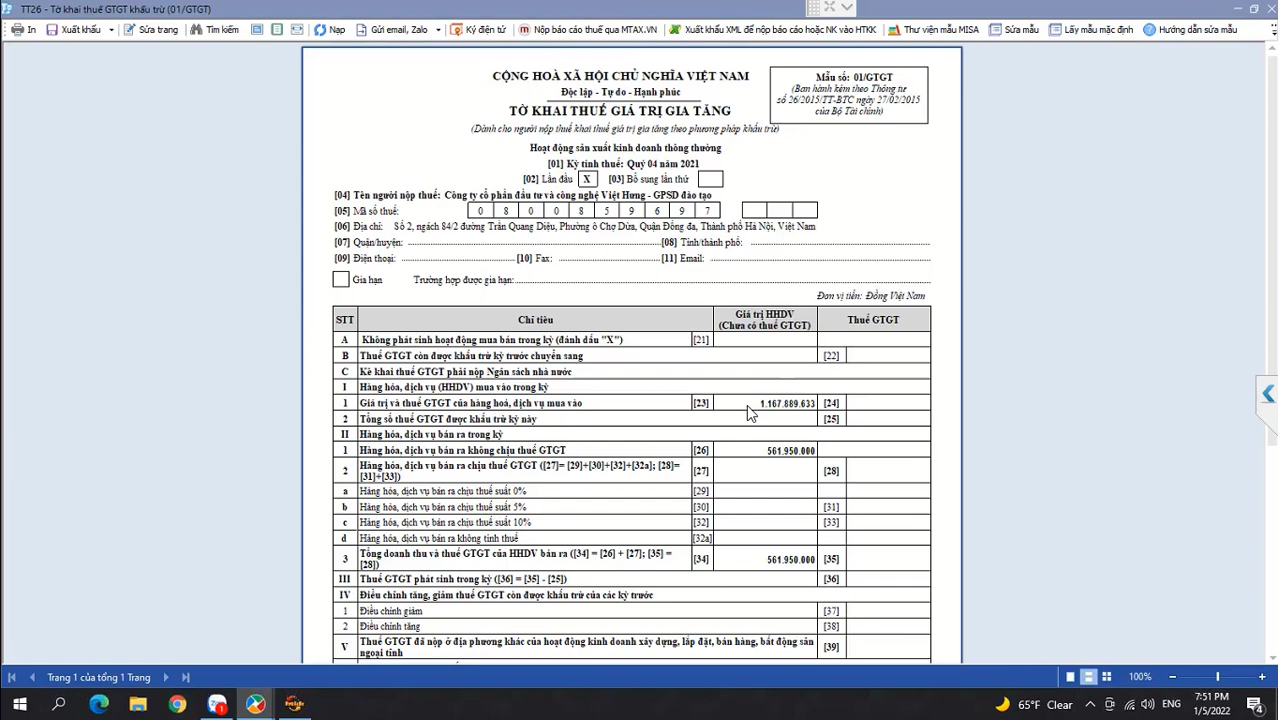 TT26 - Tờ khai thuế GTGT khấu trừ (01/GTGT)
In Xuất khẩu Sửa trang Tìm kiếm Nạp Gửi email, Zalo Ký điện tử Nộp báo cáo thuế qua MTAX.VN Xuất khẩu XML để nộp báo cáo hoặc NK vào HTKK Thư viện mẫu MISA Sửa mẫu Lấy mẫu mặc định Hướng dẫn sửa mẫu
CỘNG HOÀ XÃ HỘI CHỦ NGHĨA VIỆT NAM
Độc lập - Tự do - Hạnh phúc
TỜ KHAI THUẾ GIÁ TRỊ GIA TĂNG
(Dành cho người nộp thuế khai thuế giá trị gia tăng theo phương pháp khấu trừ)
Mẫu số: 01/GTGT
(Ban hành kèm theo Thông tư
số 26/2015/TT-BTC ngày 27/02/2015
của Bộ Tài chính)
Hoạt động sản xuất kinh doanh thông thường
[01] Kỳ tính thuế: Quý 04 năm 2021
[02] Lần đầu X [03] Bổ sung lần thứ
[04] Tên người nộp thuế: Công ty cổ phần đầu tư và công nghệ Việt Hưng - GPSD đào tạo
[05] Mã số thuế: 0 8 0 0 8 5 9 6 9 7
[06] Địa chỉ: Số 2, ngách 84/2 đường Trần Quang Diệu, Phường ô Chợ Dừa, Quận Đống đa, Thành phố Hà Nội, Việt Nam
[07] Quận/huyện: [08] Tỉnh/thành phố:
[09] Điện thoại: [10] Fax: [11] Email:
Gia hạn Trường hợp được gia hạn:
Đơn vị tiền: Đồng Việt Nam
STT Chỉ tiêu Giá trị HHDV (Chưa có thuế GTGT) Thuế GTGT
A Không phát sinh hoạt động mua bán trong kỳ (đánh dấu "X") [21]
B Thuế GTGT còn được khấu trừ kỳ trước chuyển sang [22]
C Kê khai thuế GTGT phải nộp Ngân sách nhà nước
I Hàng hóa, dịch vụ (HHDV) mua vào trong kỳ
1 Giá trị và thuế GTGT của hàng hoá, dịch vụ mua vào [23] 1.167.889.633 [24]
2 Tổng số thuế GTGT được khấu trừ kỳ này [25]
II Hàng hóa, dịch vụ bán ra trong kỳ
1 Hàng hóa, dịch vụ bán ra không chịu thuế GTGT [26] 561.950.000
2 Hàng hóa, dịch vụ bán ra chịu thuế GTGT ([27]= [29]+[30]+[32]+[32a]; [28]= [27] [28]
[31]+[33])
a Hàng hóa, dịch vụ bán ra chịu thuế suất 0% [29]
b Hàng hóa, dịch vụ bán ra chịu thuế suất 5% [30] [31]
c Hàng hóa, dịch vụ bán ra chịu thuế suất 10% [32] [33]
d Hàng hóa, dịch vụ bán ra không tính thuế [32a]
3 Tổng doanh thu và thuế GTGT của HHDV bán ra ([34] = [26] + [27]; [35] = [34] 561.950.000 [35]
[28])
III Thuế GTGT phát sinh trong kỳ ([36] = [35] - [25]) [36]
IV Điều chỉnh tăng, giảm thuế GTGT còn được khấu trừ của các kỳ trước
1 Điều chỉnh giảm [37]
2 Điều chỉnh tăng [38]
V Thuế GTGT đã nộp ở địa phương khác của hoạt động kinh doanh xây dựng, lắp đặt, bán hàng, bất động sản [39]
ngoại tỉnh
Trang 1 của tổng 1 Trang 100%
65°F Clear ENG 7:51 PM
1/5/2022